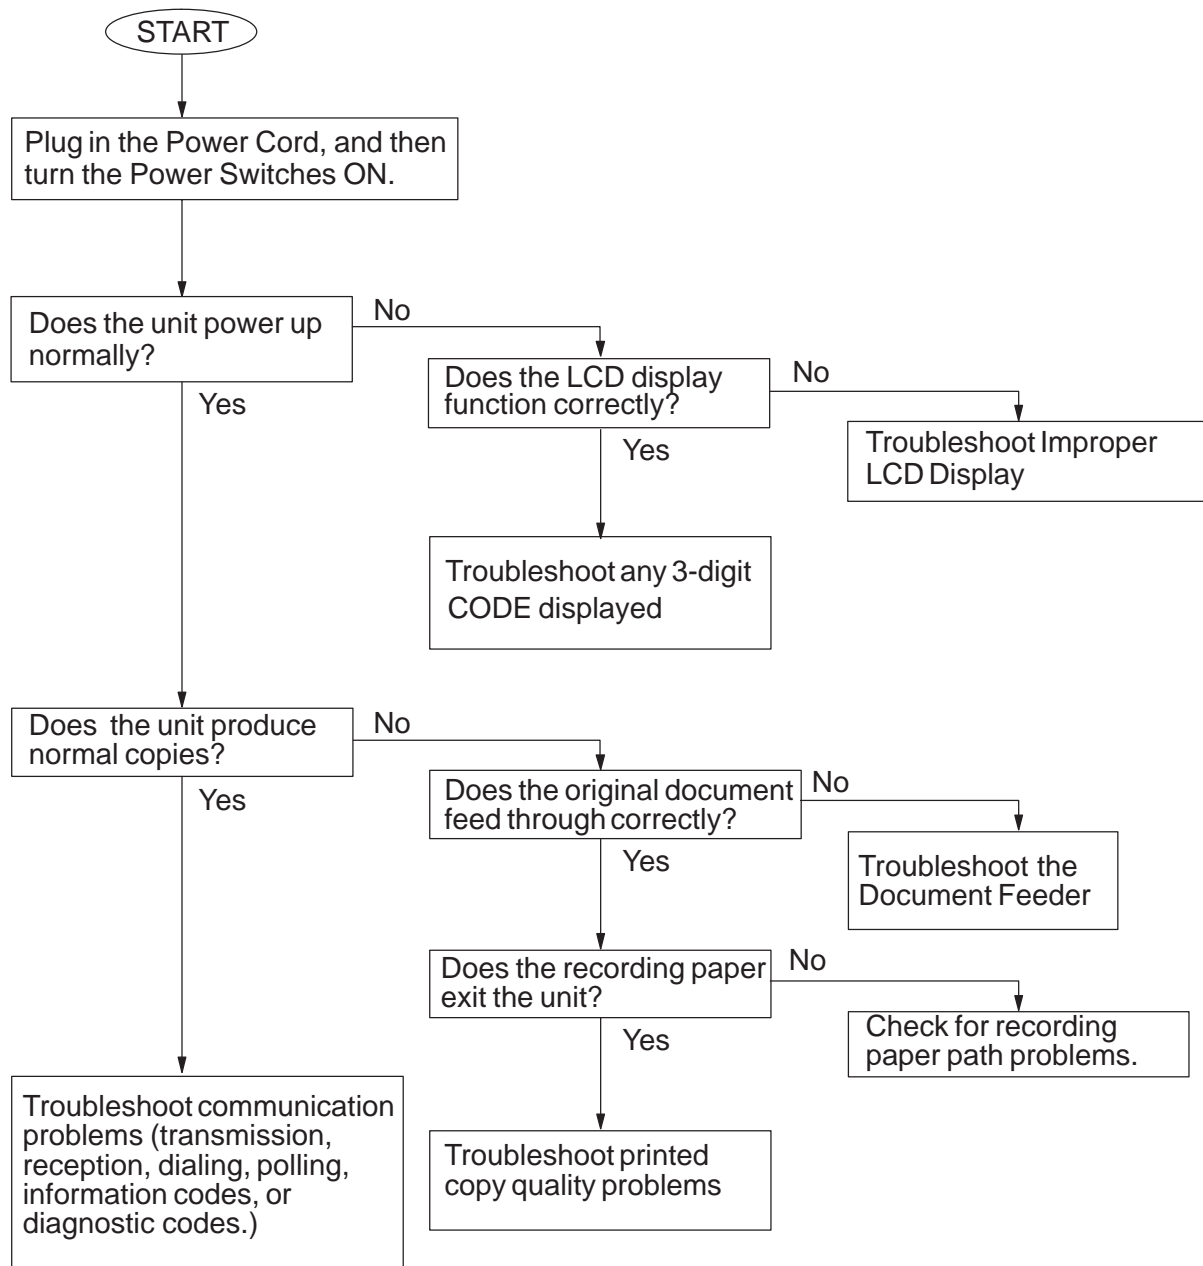 START
Plug in the Power Cord, and then
turn the Power Switches ON.
Does the unit power up
normally?
No
Yes
Does the LCD display
function correctly?
No
Yes
Troubleshoot Improper
LCD Display
Troubleshoot any 3-digit
CODE displayed
Does the unit produce
normal copies?
No
Yes
Does the original document
feed through correctly?
No
Yes
Troubleshoot the
Document Feeder
Does the recording paper
exit the unit?
No
Yes
Check for recording
paper path problems.
Troubleshoot communication
problems (transmission,
reception, dialing, polling,
information codes, or
diagnostic codes.)
Troubleshoot printed
copy quality problems